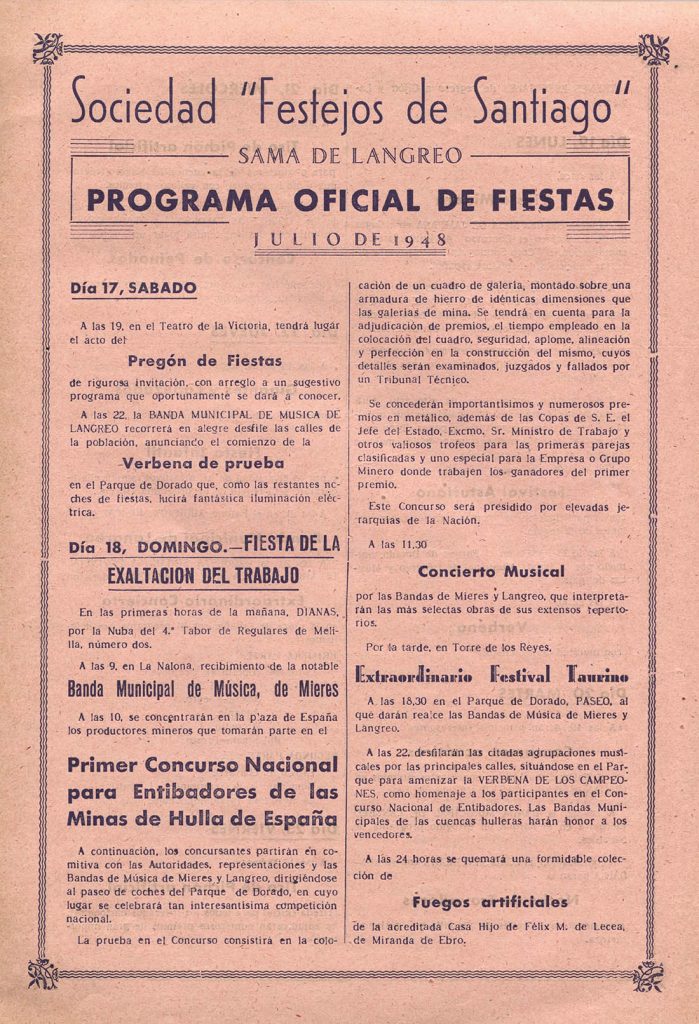 Sociedad "Festejos de Santiago"
SAMA DE LANGREO
PROGRAMA OFICIAL DE FIESTAS
JULIO DE 1948
Día 17, SABADO
A las 19, en el Teatro de la Victoria, tendrá lugar
el acto del
Pregón de Fiestas
de rigurosa invitación, con arreglo a un sugestivo
programa que oportunamente se dará a conocer.
A las 22, la BANDA MUNICIPAL DE MUSICA DE
LANGREO recorrerá en alegre desfile las calles de
la población, anunciando el comienzo de la
Verbena de prueba
en el Parque de Dorado que, como las restantes no-
ches de fiestas, lucirá fantástica iluminación eléc-
trica.
Día 18, DOMINGO.—FIESTA DE LA
EXALTACION DEL TRABAJO
En las primeras horas de la mañana, DIANAS,
por la Nuba del 4.º Tabor de Regulares de Meli-
lla, número dos.
A las 9, en La Nalona, recibimiento de la notable
Banda Municipal de Música, de Mieres
A las 10, se concentrarán en la plaza de España
los productores mineros que tomarán parte en el
Primer Concurso Nacional
para Entibadores de las
Minas de Hulla de España
A continuación, los concursantes partirán en co-
mitiva con las Autoridades, representaciones y las
Bandas de Música de Mieres y Langreo, dirigiéndose
al paseo de coches del Parque de Dorado, en cuyo
lugar se celebrará tan interesantísima competición
nacional.
La prueba en el Concurso consistirá en la colo-
cación de un cuadro de galería, montado sobre una
armadura de hierro de idénticas dimensiones que
las galerías de mina. Se tendrá en cuenta para la
adjudicación de premios, el tiempo empleado en la
colocación del cuadro, seguridad, aplome, alineación
y perfección en la construcción del mismo, cuyos
detalles serán examinados, juzgados y fallados por
un Tribunal Técnico.
Se concederán importantísimos y numerosos pre-
mios en metálico, además de las Copas de S. E. el
Jefe del Estado, Excmo. Sr. Ministro de Trabajo y
otros valiosos trofeos para las primeras parejas
clasificadas y uno especial para la Empresa o Grupo
Minero donde trabajen los ganadores del primer
premio.
Este Concurso será presidido por elevadas je-
rarquías de la Nación.
A las 11,30
Concierto Musical
por las Bandas de Mieres y Langreo, que interpreta-
rán las más selectas obras de sus extensos repertо-
rios.
Por la tarde, en Torre de los Reyes,
Extraordinario Festival Taurino
A las 18,30 en el Parque de Dorado, PASEO, al
que darán realce las Bandas de Música de Mieres y
Langreo.
A las 22, desfilarán las citadas agrupaciones musi-
cales por las principales calles, situándose en el Par-
que para amenizar la VERBENA DE LOS CAMPEO-
NES, como homenaje a los participantes en el Con-
curso Nacional de Entibadores. Las Bandas Muni-
cipales de las cuencas hulleras harán honor a los
vencedores.
A las 24 horas se quemará una formidable colec-
ción de
Fuegos artificiales
de la acreditada Casa Hijo de Félix M. de Lecea,
de Miranda de Ebro.